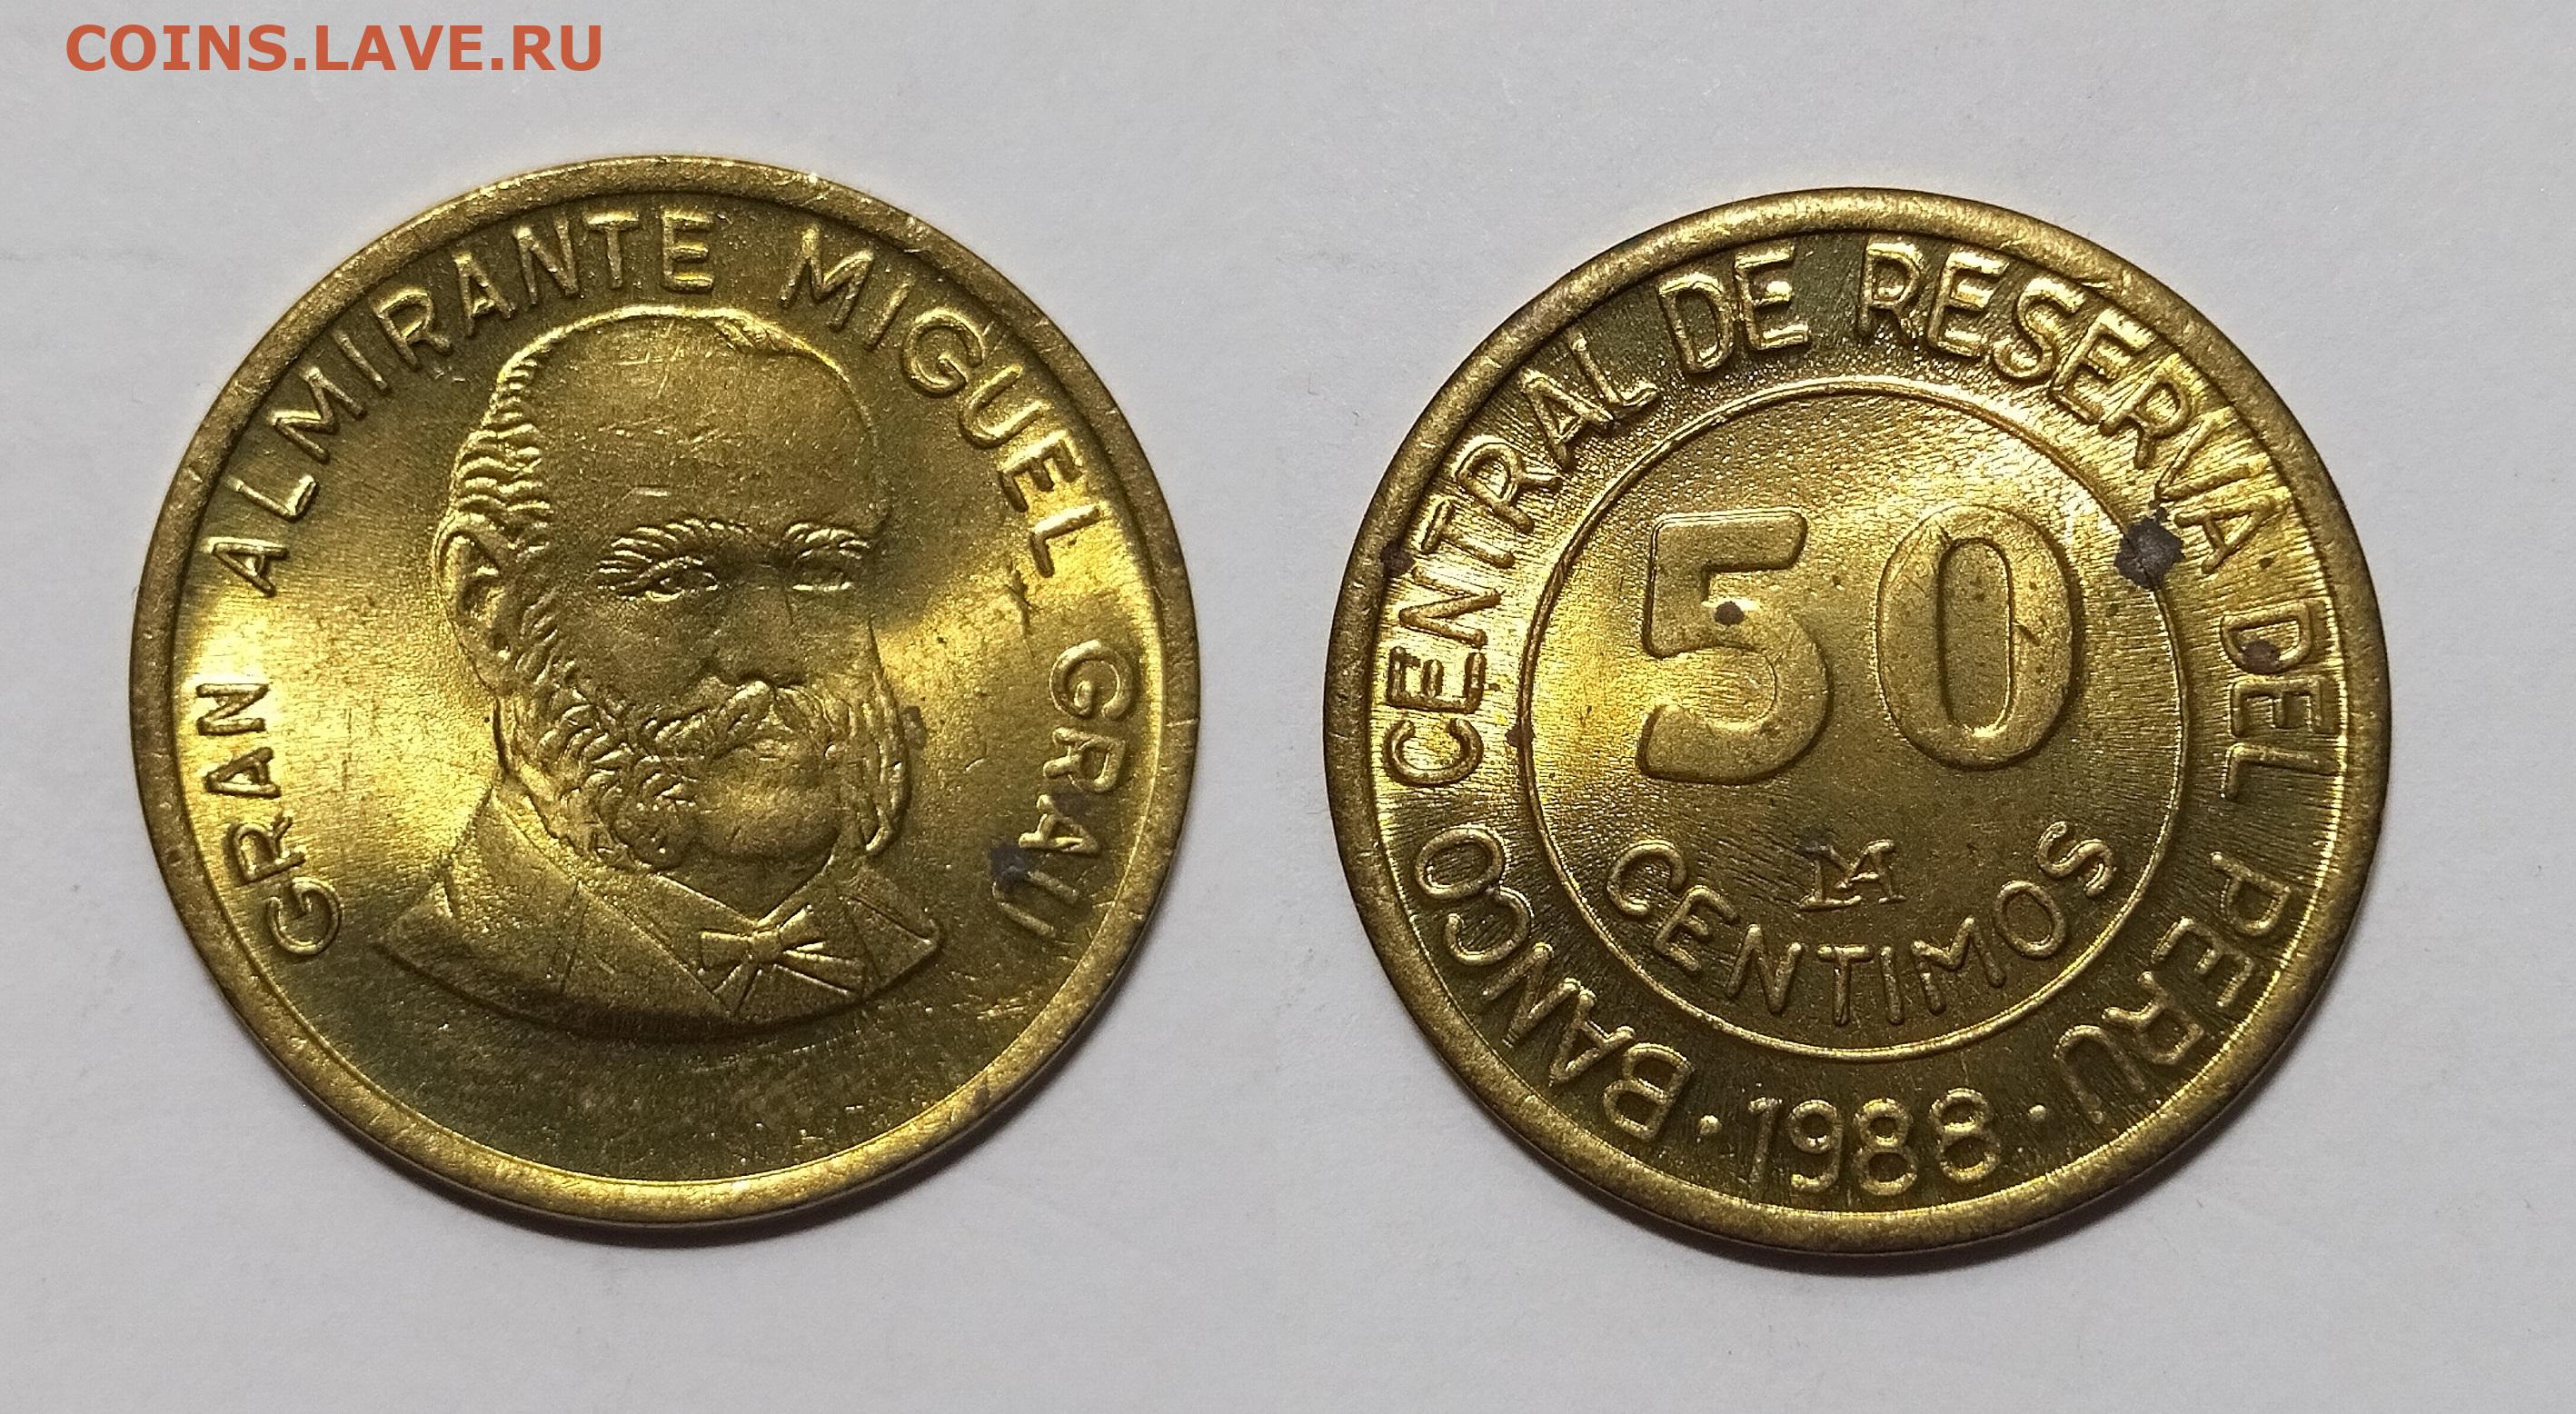 COINS.LAVE.RU
GRAN ALMIRANTE MIGUEL GRAU
BANCO CENTRAL DE RESERVA DEL PERU
50
CENTIMOS
· 1988 ·